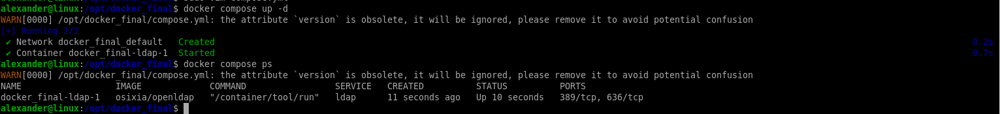 alexander@linux:/opt/docker_final$ docker compose up -d
WARN[0000] /opt/docker_final/compose.yml: the attribute `version` is obsolete, it will be ignored, please remove it to avoid potential confusion
[+] Running 2/2
✔ Network docker_final_default   Created   0.2s
✔ Container docker_final-ldap-1  Started   0.7s
alexander@linux:/opt/docker_final$ docker compose ps
WARN[0000] /opt/docker_final/compose.yml: the attribute `version` is obsolete, it will be ignored, please remove it to avoid potential confusion
NAME                  IMAGE             COMMAND                 SERVICE   CREATED          STATUS          PORTS
docker_final-ldap-1   osixia/openldap   "/container/tool/run"   ldap      11 seconds ago   Up 10 seconds   389/tcp, 636/tcp
alexander@linux:/opt/docker_final$